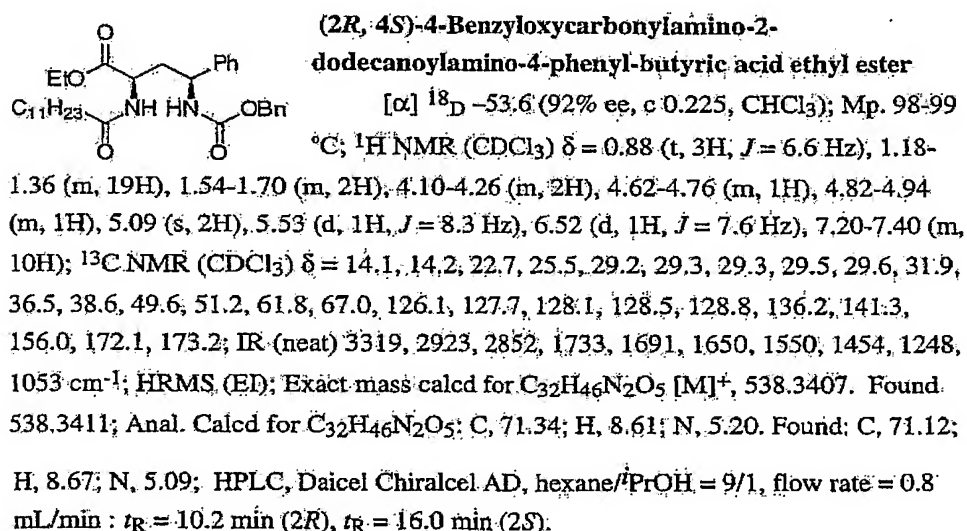 (2R, 4S)-4-Benzyloxycarbonylamino-2-
dodecanoylamino-4-phenyl-butyric acid ethyl ester
O
EtO
Ph
C₁₁H₂₃
NH HN
OBn
O
O
[α] ¹⁸D –53.6 (92% ee, c 0.225, CHCl₃); Mp. 98-99
°C; ¹H NMR (CDCl₃) δ = 0.88 (t, 3H, J = 6.6 Hz), 1.18-
1.36 (m, 19H), 1.54-1.70 (m, 2H), 4.10-4.26 (m, 2H), 4.62-4.76 (m, 1H), 4.82-4.94
(m, 1H), 5.09 (s, 2H), 5.53 (d, 1H, J = 8.3 Hz), 6.52 (d, 1H, J = 7.6 Hz), 7.20-7.40 (m,
10H); ¹³C NMR (CDCl₃) δ = 14.1, 14.2, 22.7, 25.5, 29.2, 29.3, 29.3, 29.5, 29.6, 31.9,
36.5, 38.6, 49.6, 51.2, 61.8, 67.0, 126.1, 127.7, 128.1, 128.5, 128.8, 136.2, 141.3,
156.0, 172.1, 173.2; IR (neat) 3319, 2923, 2852, 1733, 1691, 1650, 1550, 1454, 1248,
1053 cm⁻¹; HRMS (EI); Exact mass calcd for C₃₂H₄₆N₂O₅ [M]⁺, 538.3407. Found
538.3411; Anal. Calcd for C₃₂H₄₆N₂O₅: C, 71.34; H, 8.61; N, 5.20. Found: C, 71.12;
H, 8.67; N, 5.09; HPLC, Daicel Chiralcel AD, hexane/ⁱPrOH = 9/1, flow rate = 0.8
mL/min : tR = 10.2 min (2R), tR = 16.0 min (2S).